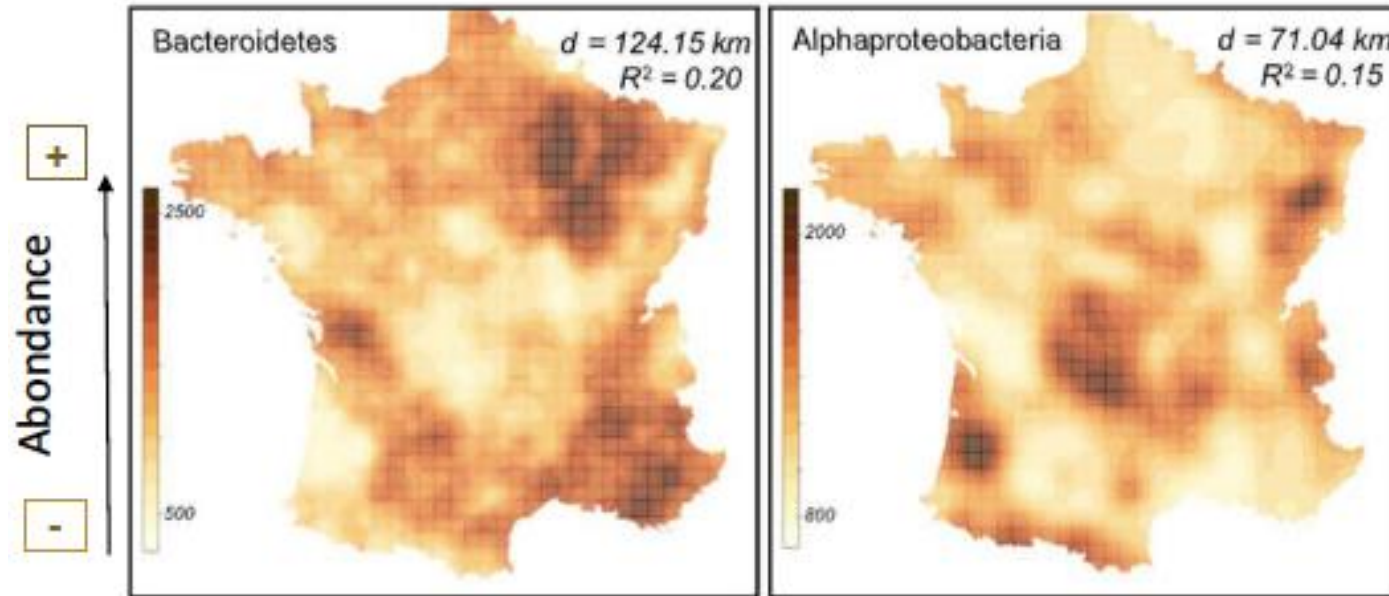 Abondance
+
-
Bacteroidetes
d = 124.15 km
R² = 0.20
2500
500
Alphaproteobacteria
d = 71.04 km
R² = 0.15
2000
800